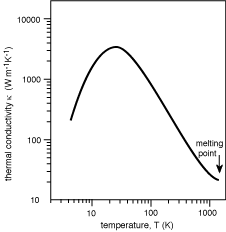 thermal conductivity κ (W m⁻¹K⁻¹)
10000
1000
100
10
melting
point
10
100
1000
temperature, T (K)